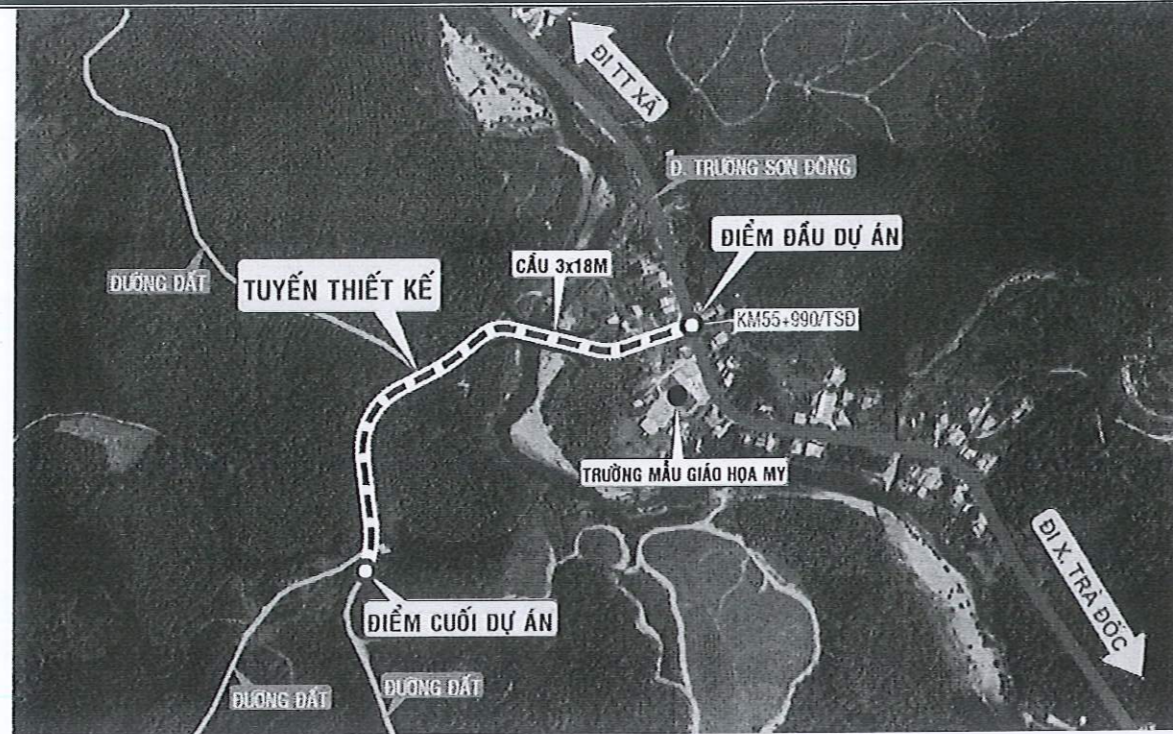 ĐI TT XÃ
Đ. TRƯỜNG SƠN ĐÔNG
ĐIỂM ĐẦU DỰ ÁN
CẦU 3x18M
ĐƯỜNG ĐẤT
TUYẾN THIẾT KẾ
KM55+990/TSĐ
TRƯỜNG MẪU GIÁO HỌA MY
ĐI X. TRÀ ĐỐC
ĐIỂM CUỐI DỰ ÁN
ĐƯỜNG ĐẤT
ĐƯỜNG ĐẤT